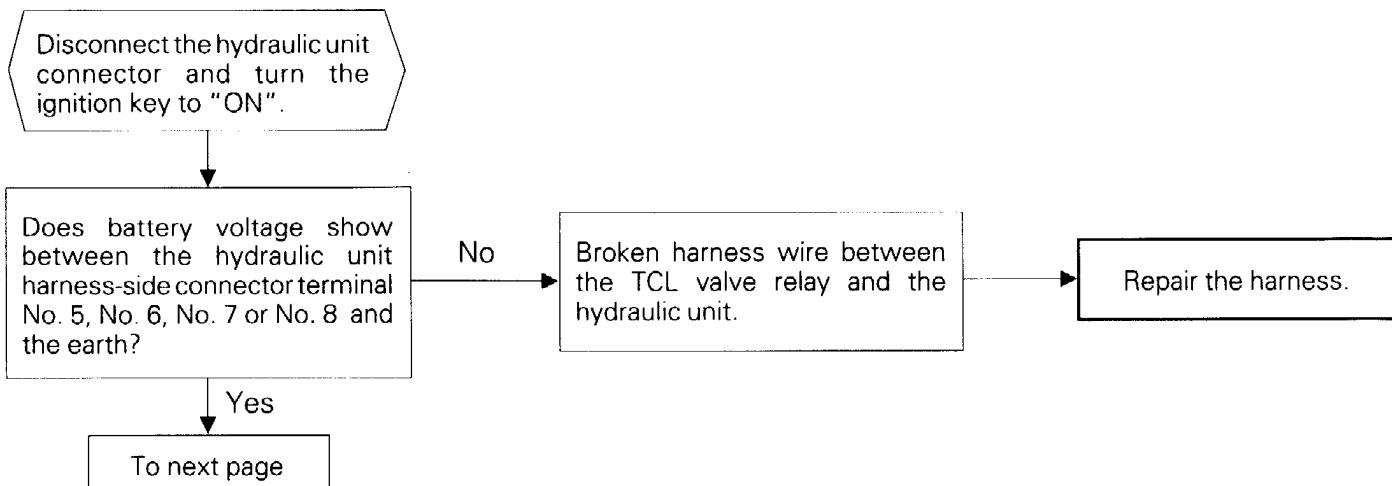 Disconnect the hydraulic unit
connector and turn the
ignition key to "ON".
Does battery voltage show
between the hydraulic unit
harness-side connector terminal
No. 5, No. 6, No. 7 or No. 8 and
the earth?
No
Broken harness wire between
the TCL valve relay and the
hydraulic unit.
Repair the harness.
Yes
To next page